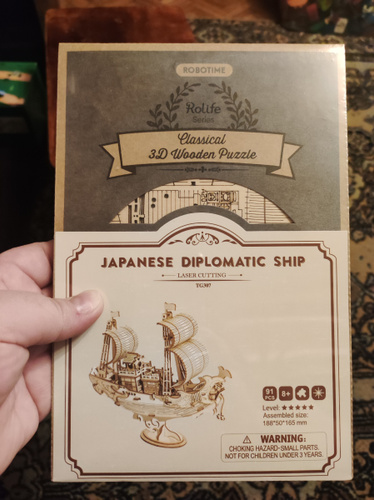 ROBOTIME
Rolife
Series
Classical
3D Wooden Puzzle
JAPANESE DIPLOMATIC SHIP
LASER CUTTING
TG307
91
PCS
8+
Level: ★★★★★
Assembled size:
188*50*165 mm
⚠ WARNING:
CHOKING HAZARD- SMALL PARTS.
NOT FOR CHILDREN UNDER 3 YEARS.